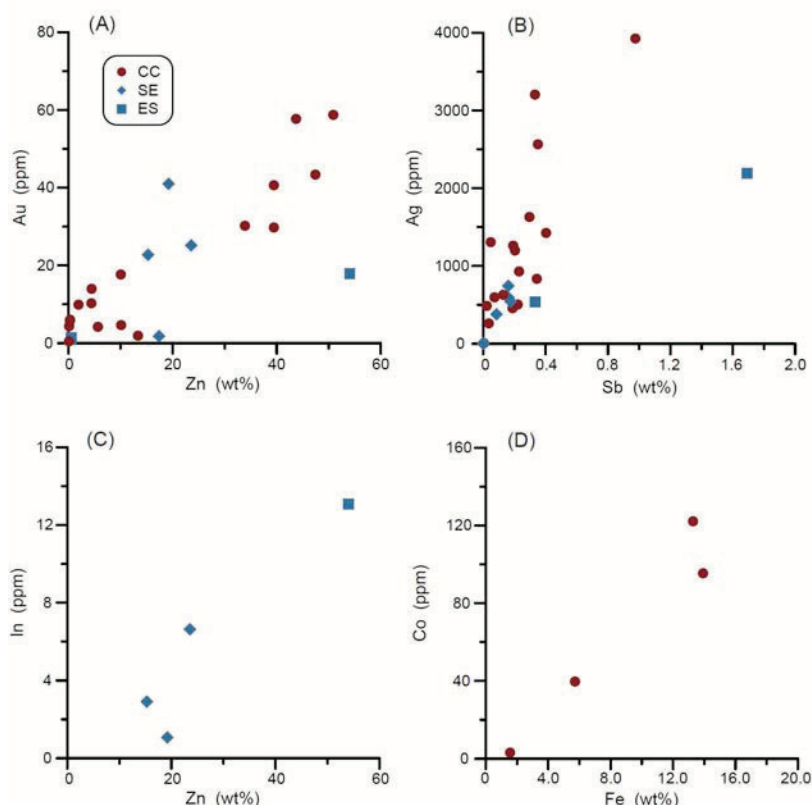 (A)
80
60
40
20
0
Au (ppm)
CC
SE
ES
0 20 40 60
Zn (wt%)
(B)
4000
3000
2000
1000
0
Ag (ppm)
0 0.4 0.8 1.2 1.6 2.0
Sb (wt%)
(C)
16
12
8
4
0
In (ppm)
0 20 40 60
Zn (wt%)
(D)
160
120
80
40
0
Co (ppm)
0 4.0 8.0 12.0 16.0 20.0
Fe (wt%)